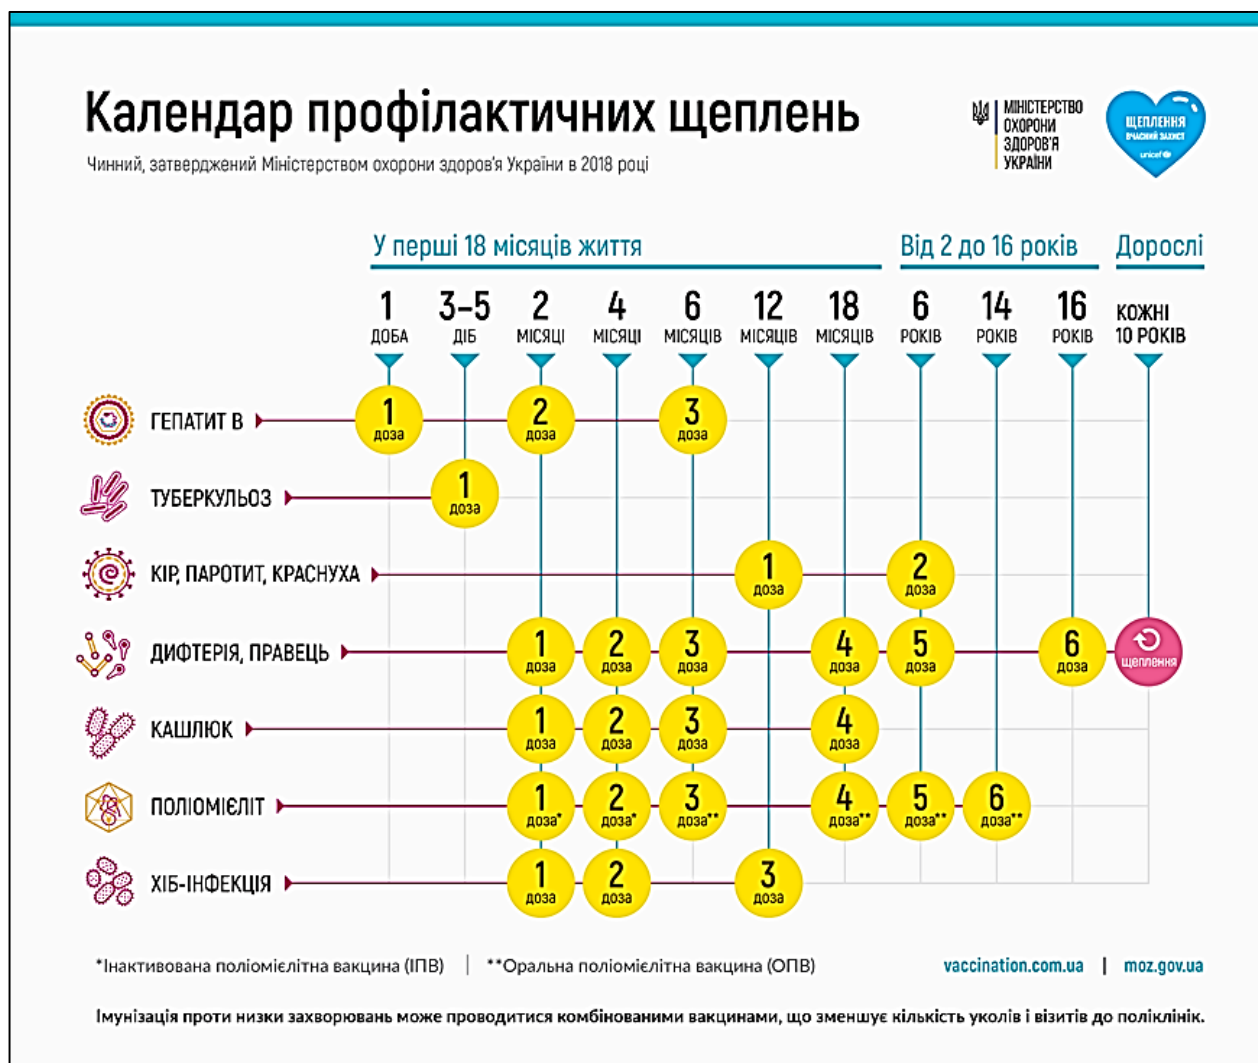 Календар профілактичних щеплень
Чинний, затверджений Міністерством охорони здоров'я України в 2018 році
МІНІСТЕРСТВО
ОХОРОНИ
ЗДОРОВ'Я
УКРАЇНИ
ЩЕПЛЕННЯ
ВЧАСНИЙ ЗАХИСТ
unicef
У перші 18 місяців життя
Від 2 до 16 років
Дорослі
1 ДОБА
3–5 ДІБ
2 МІСЯЦІ
4 МІСЯЦІ
6 МІСЯЦІВ
12 МІСЯЦІВ
18 МІСЯЦІВ
6 РОКІВ
14 РОКІВ
16 РОКІВ
КОЖНІ
10 РОКІВ
ГЕПАТИТ В 1 доза 2 доза 3 доза
ТУБЕРКУЛЬОЗ 1 доза
КІР, ПАРОТИТ, КРАСНУХА 1 доза 2 доза
ДИФТЕРІЯ, ПРАВЕЦЬ 1 доза 2 доза 3 доза 4 доза 5 доза 6 доза щеплення
КАШЛЮК 1 доза 2 доза 3 доза 4 доза
ПОЛІОМІЄЛІТ 1 доза* 2 доза* 3 доза** 4 доза** 5 доза** 6 доза**
ХІБ-ІНФЕКЦІЯ 1 доза 2 доза 3 доза
*Інактивована поліомієлітна вакцина (ІПВ) | **Оральна поліомієлітна вакцина (ОПВ)
vaccination.com.ua | moz.gov.ua
Імунізація проти низки захворювань може проводитися комбінованими вакцинами, що зменшує кількість уколів і візитів до поліклінік.